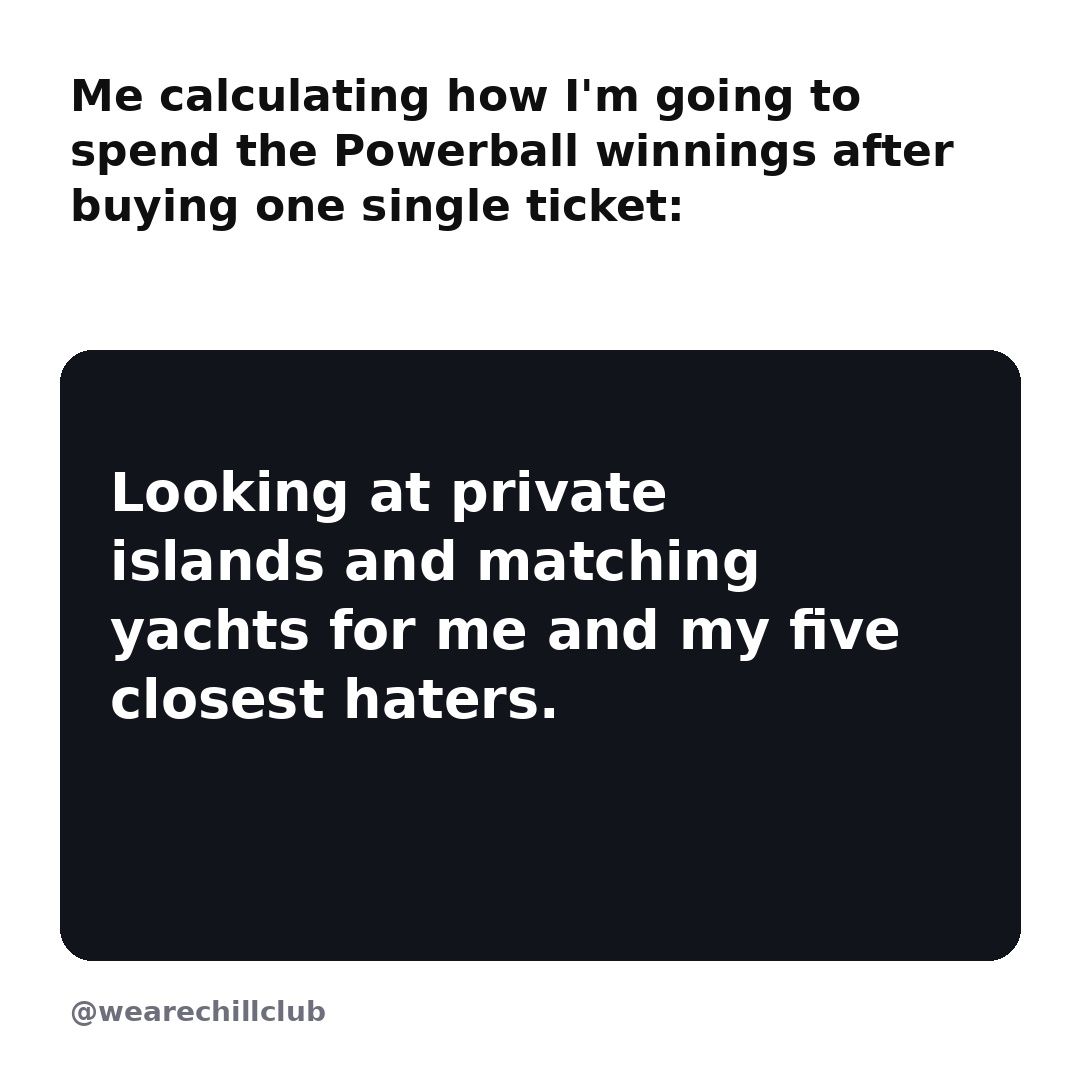 Me calculating how I'm going to
spend the Powerball winnings after
buying one single ticket:
Looking at private
islands and matching
yachts for me and my five
closest haters.
@wearechillclub